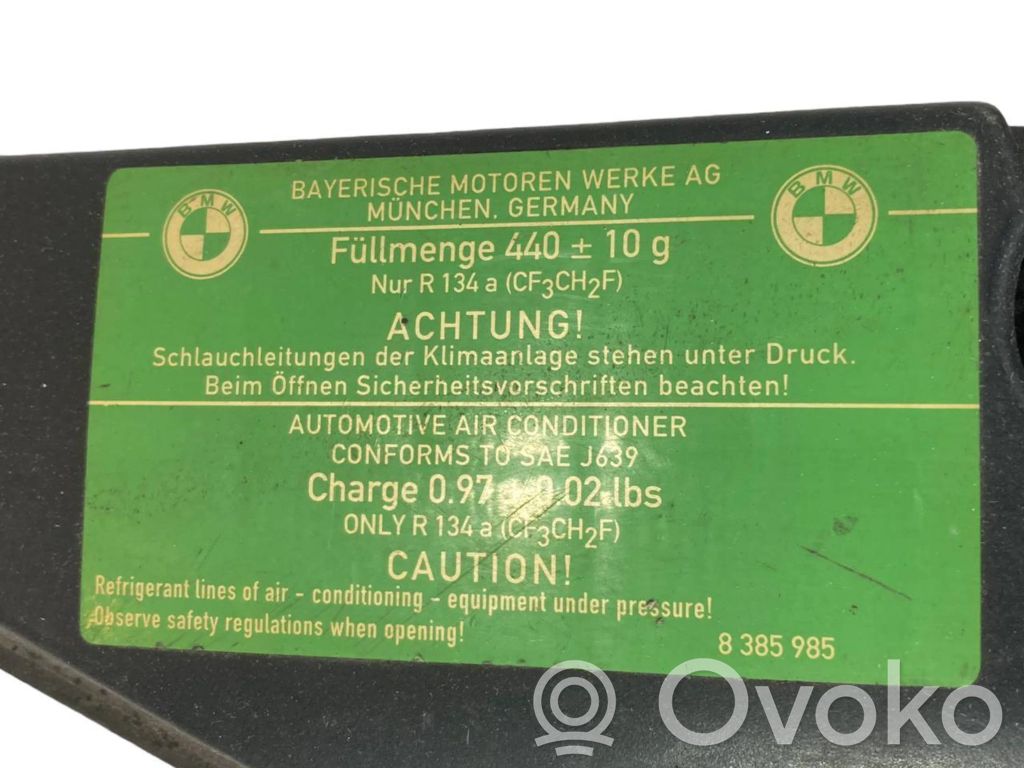 BMW
BMW
BAYERISCHE MOTOREN WERKE AG
MÜNCHEN, GERMANY
Füllmenge 440 ± 10 g
Nur R 134 a (CF3CH2F)
ACHTUNG!
Schlauchleitungen der Klimaanlage stehen unter Druck.
Beim Öffnen Sicherheitsvorschriften beachten!
AUTOMOTIVE AIR CONDITIONER
CONFORMS TO SAE J639
Charge 0.97 ± 0.02 lbs
ONLY R 134 a (CF3CH2F)
CAUTION!
Refrigerant lines of air - conditioning - equipment under pressure!
Observe safety regulations when opening!
8 385 985
Ovoko